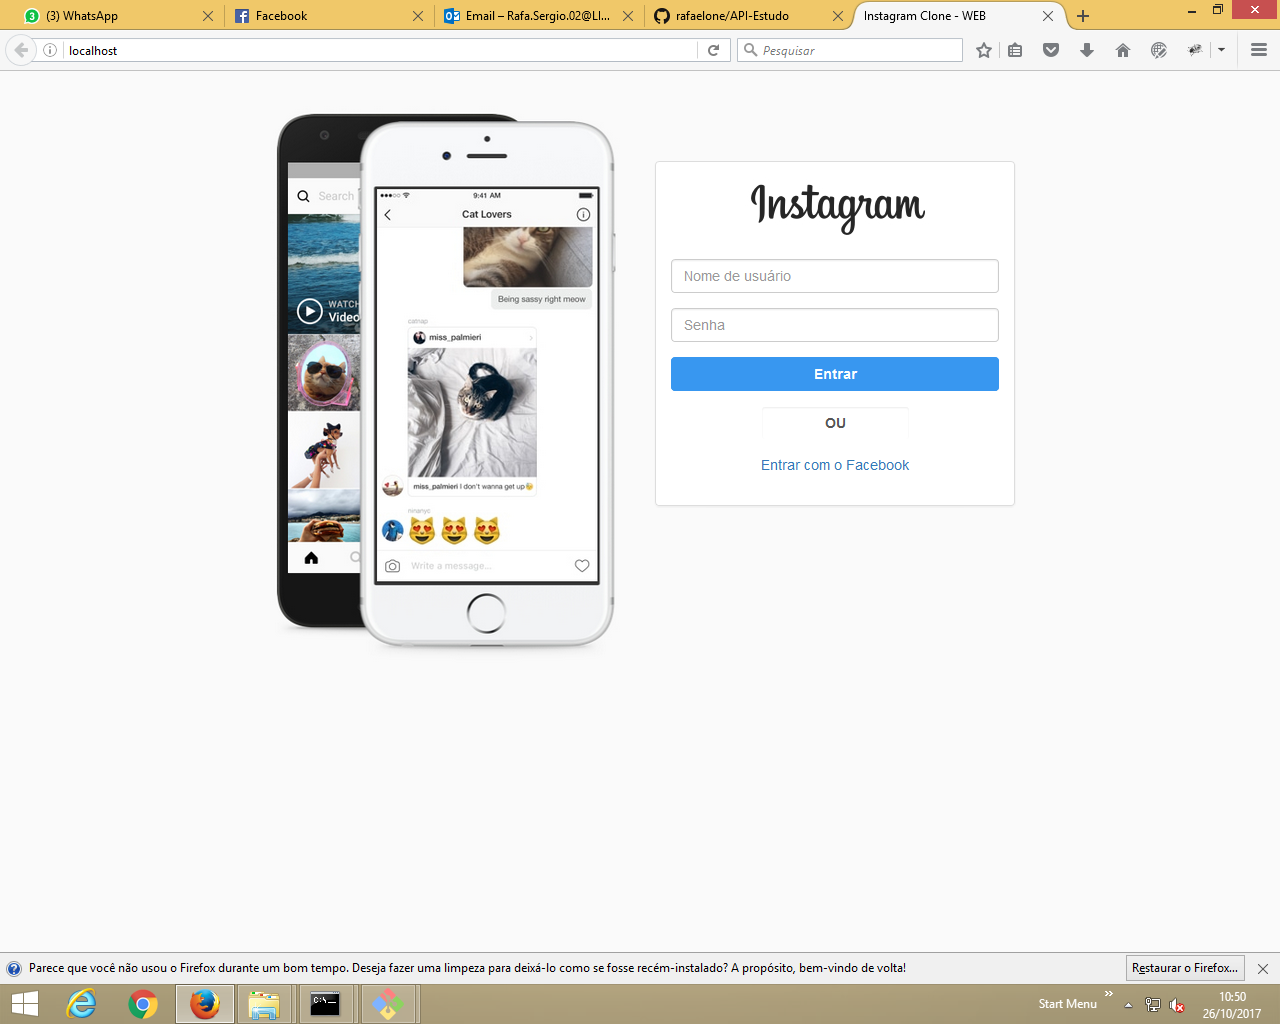 (3) WhatsApp
Facebook
Email – Rafa.Sergio.02@LI...
rafaelone/API-Estudo
Instagram Clone - WEB
localhost
Pesquisar
Search
WATCH
Video
9:41 AM
Cat Lovers
Being sassy right meow
catnap
miss_palmieri
miss_palmieri I don't wanna get up
ninanyc
Write a message...
Instagram
Nome de usuário
Senha
Entrar
OU
Entrar com o Facebook
Parece que você não usou o Firefox durante um bom tempo. Deseja fazer uma limpeza para deixá-lo como se fosse recém-instalado? A propósito, bem-vindo de volta!
Restaurar o Firefox...
Start Menu
10:50
26/10/2017